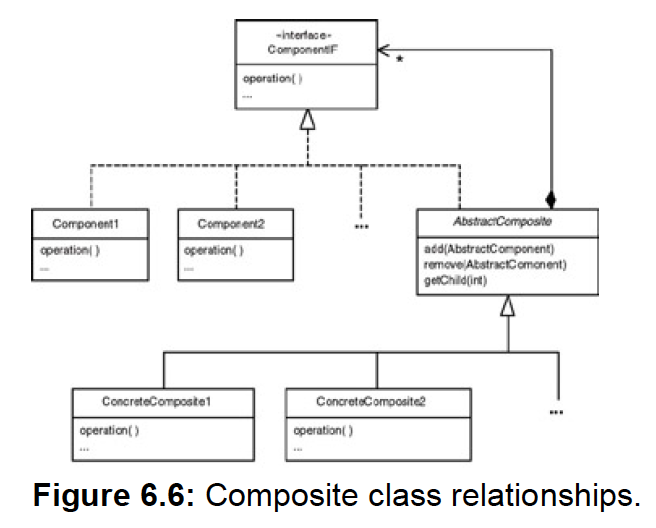 «interface»
ComponentIF
operation( )
...
*
Component1
operation( )
...
Component2
operation( )
...
...
AbstractComposite
add(AbstractComponent)
remove(AbstractComonent)
getChild(int)
ConcreteComposite1
operation( )
...
ConcreteComposite2
operation( )
...
...
Figure 6.6: Composite class relationships.